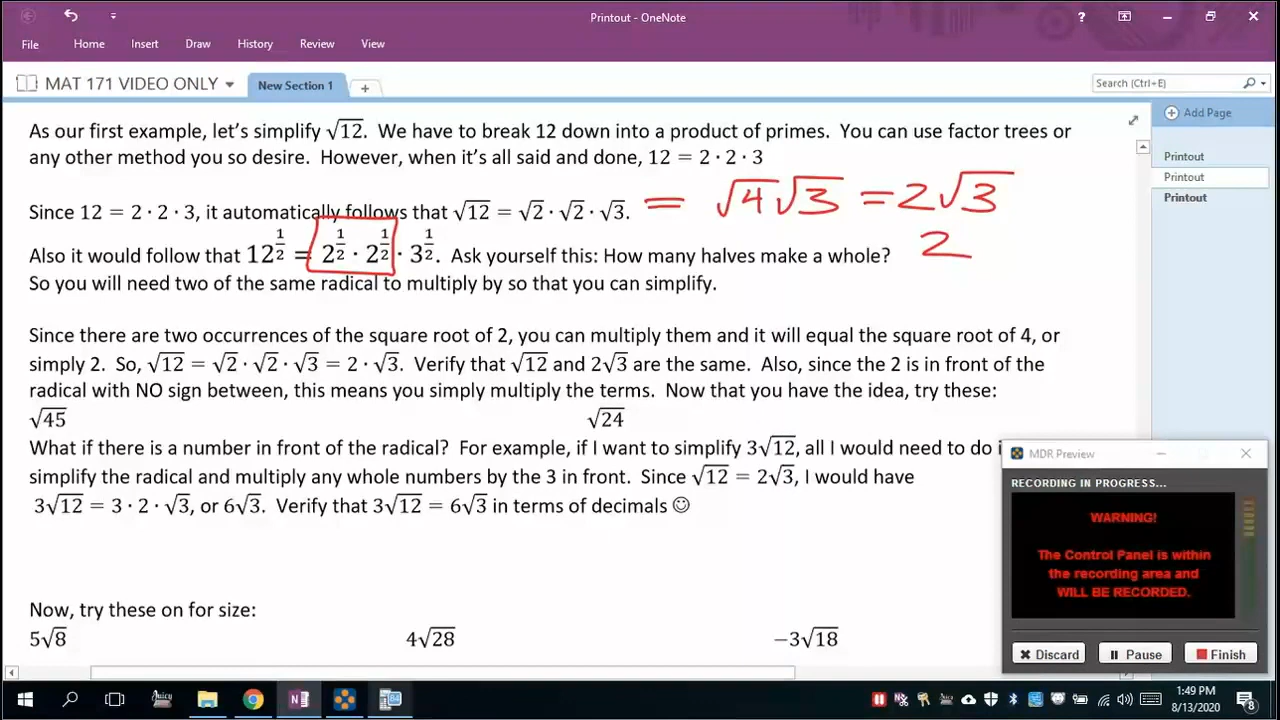 Printout - OneNote
File Home Insert Draw History Review View
MAT 171 VIDEO ONLY New Section 1 + Search (Ctrl+E)
Add Page
Printout
Printout
Printout
As our first example, let's simplify √12. We have to break 12 down into a product of primes. You can use factor trees or
any other method you so desire. However, when it's all said and done, 12 = 2 · 2 · 3
Since 12 = 2 · 2 · 3, it automatically follows that √12 = √2 · √2 · √3. = √4 √3 = 2√3
Also it would follow that 12^(1/2) = 2^(1/2) · 2^(1/2) · 3^(1/2). Ask yourself this: How many halves make a whole? 2
So you will need two of the same radical to multiply by so that you can simplify.
Since there are two occurrences of the square root of 2, you can multiply them and it will equal the square root of 4, or
simply 2. So, √12 = √2 · √2 · √3 = 2 · √3. Verify that √12 and 2√3 are the same. Also, since the 2 is in front of the
radical with NO sign between, this means you simply multiply the terms. Now that you have the idea, try these:
√45 √24
What if there is a number in front of the radical? For example, if I want to simplify 3√12, all I would need to do i
simplify the radical and multiply any whole numbers by the 3 in front. Since √12 = 2√3, I would have
3√12 = 3 · 2 · √3, or 6√3. Verify that 3√12 = 6√3 in terms of decimals ☺
Now, try these on for size:
5√8 4√28 −3√18
MDR Preview
RECORDING IN PROGRESS...
WARNING!
The Control Panel is within
the recording area and
WILL BE RECORDED.
Discard Pause Finish
1:49 PM
8/13/2020
8